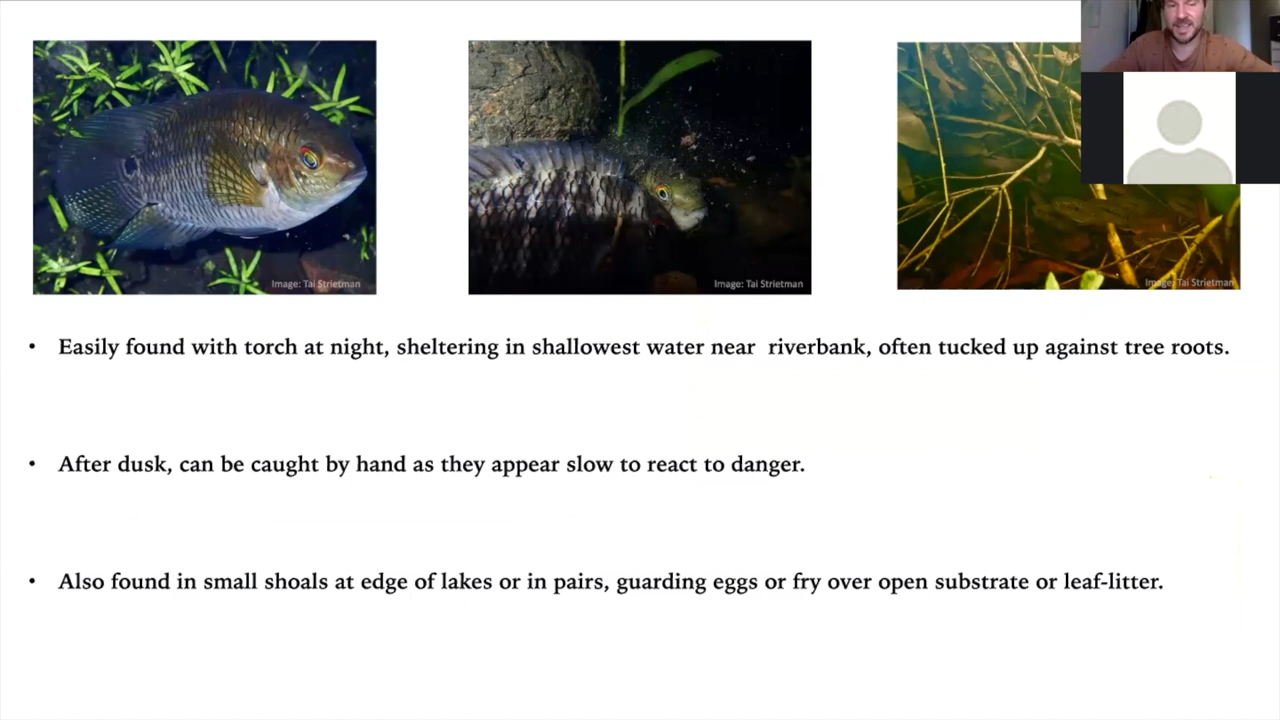 Image: Tai Strietman
Image: Tai Strietman
Image: Tai Strietman
• Easily found with torch at night, sheltering in shallowest water near riverbank, often tucked up against tree roots.
• After dusk, can be caught by hand as they appear slow to react to danger.
• Also found in small shoals at edge of lakes or in pairs, guarding eggs or fry over open substrate or leaf-litter.